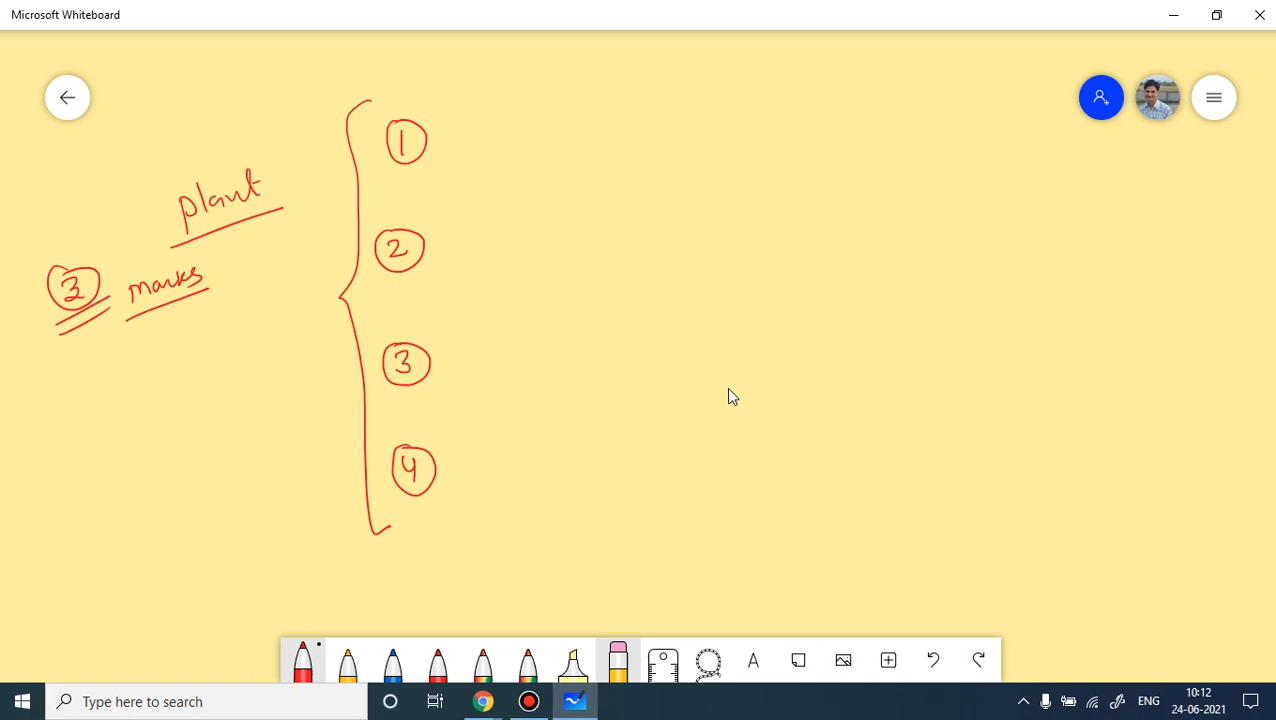 Microsoft Whiteboard
1
plant
2
3 marks
3
4
A
Type here to search
ENG
10:12
24-06-2021